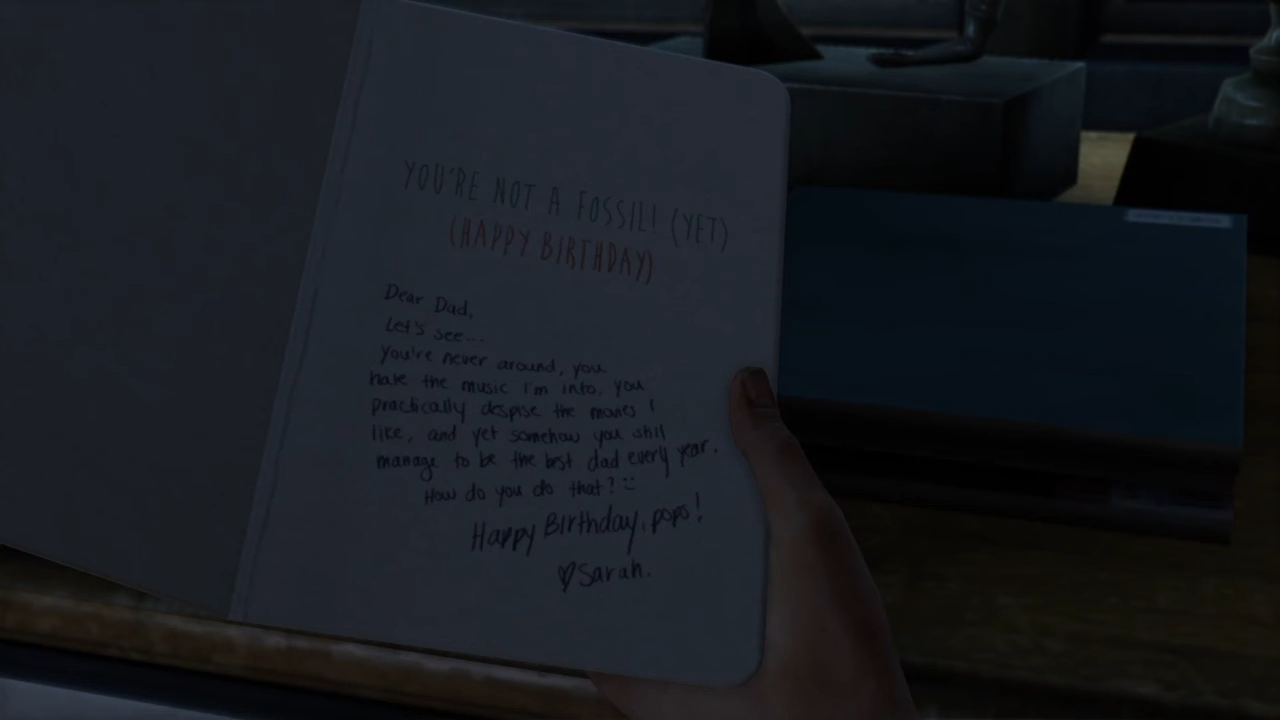 YOU'RE NOT A FOSSIL! (YET)
(HAPPY BIRTHDAY)
Dear Dad,
Let's see...
You're never around, you
hate the music I'm into, you
practically despise the movies I
like, and yet somehow you still
manage to be the best dad every year.
How do you do that? :)
Happy Birthday, pops!
♡Sarah.